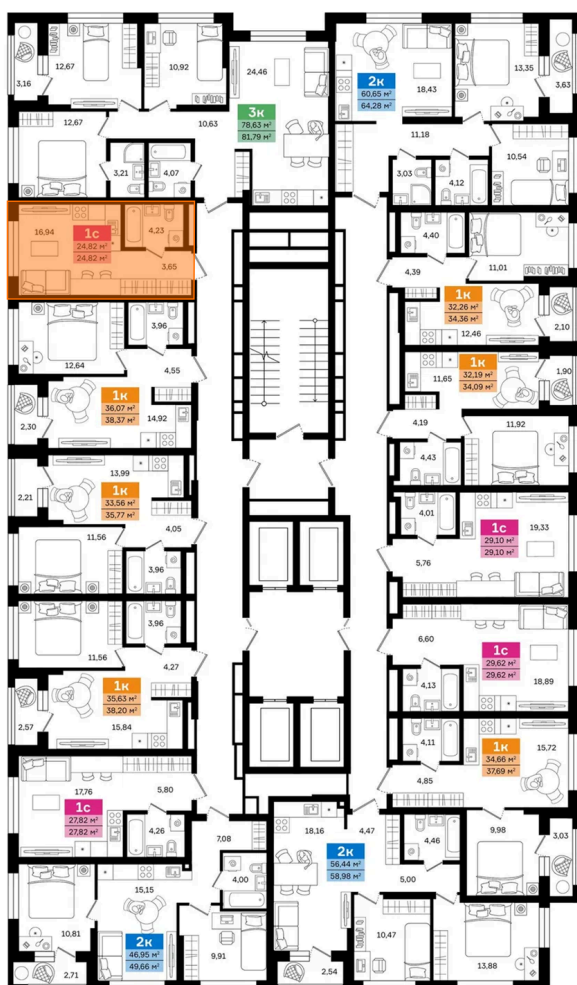 3,16
12,67
10,92
24,46
3к
78,63 м²
81,79 м²
12,67
10,63
3,21
4,07
2к
60,65 м²
64,28 м²
18,43
13,35
3,63
11,18
3,03
4,12
10,54
16,94
1с
24,82 м²
24,82 м²
4,23
3,65
4,40
4,39
11,01
1к
32,26 м²
34,36 м²
12,46
2,10
12,64
3,96
4,55
1к
36,07 м²
38,37 м²
14,92
2,30
11,65
1к
32,19 м²
34,09 м²
1,90
4,19
4,43
11,92
2,21
13,99
1к
33,56 м²
35,77 м²
4,05
11,56
3,96
4,01
1с
29,10 м²
29,10 м²
19,33
5,76
11,56
3,96
4,27
1к
35,63 м²
38,20 м²
2,57
15,84
6,60
1с
29,62 м²
29,62 м²
4,13
18,89
4,11
1к
34,66 м²
37,69 м²
15,72
4,85
17,76
5,80
1с
27,82 м²
27,82 м²
4,26
7,08
4,00
15,15
10,81
2к
46,95 м²
49,66 м²
2,71
9,91
18,16
4,47
2к
56,44 м²
58,98 м²
4,46
5,00
9,98
3,03
10,47
2,54
13,88